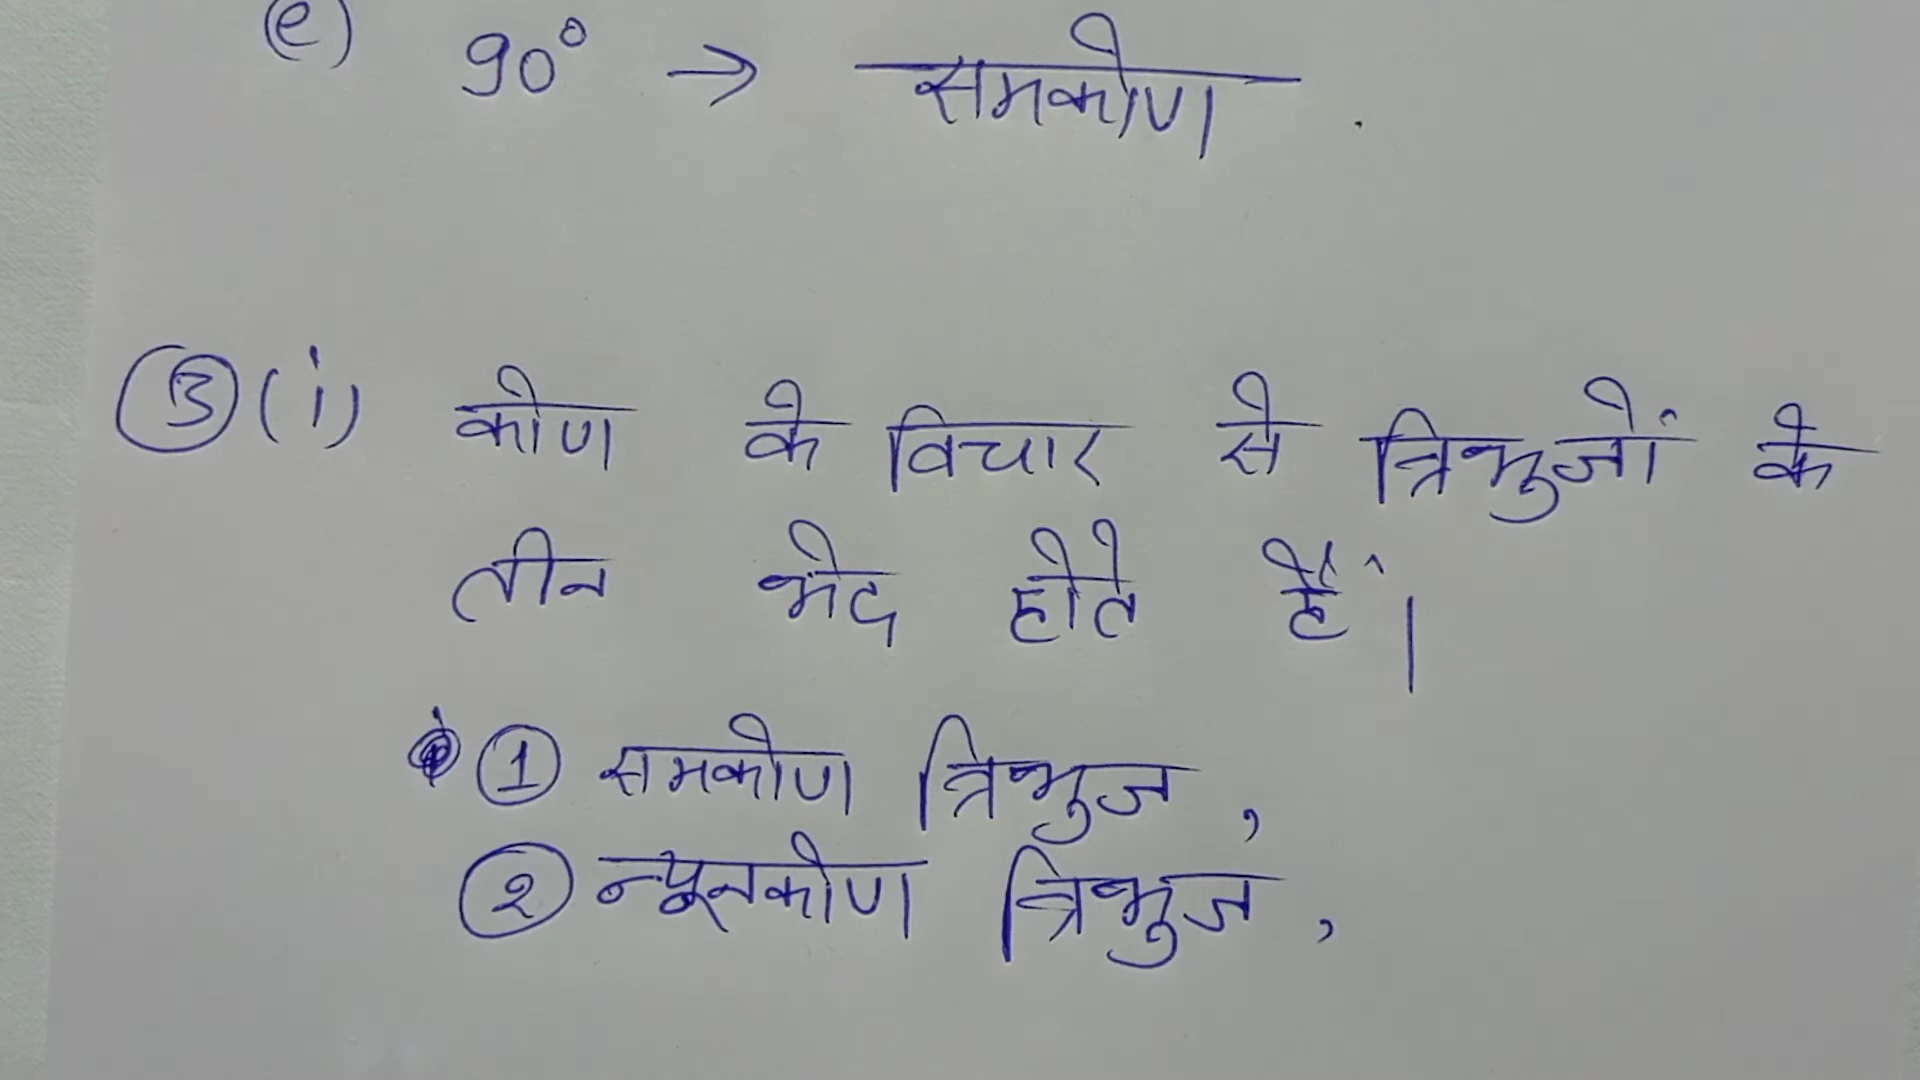 (e) 90° → समकोण
③ (i) कोण के विचार से त्रिभुजों के
तीन भेद होते हैं।
① समकोण त्रिभुज,
② न्यूनकोण त्रिभुज,